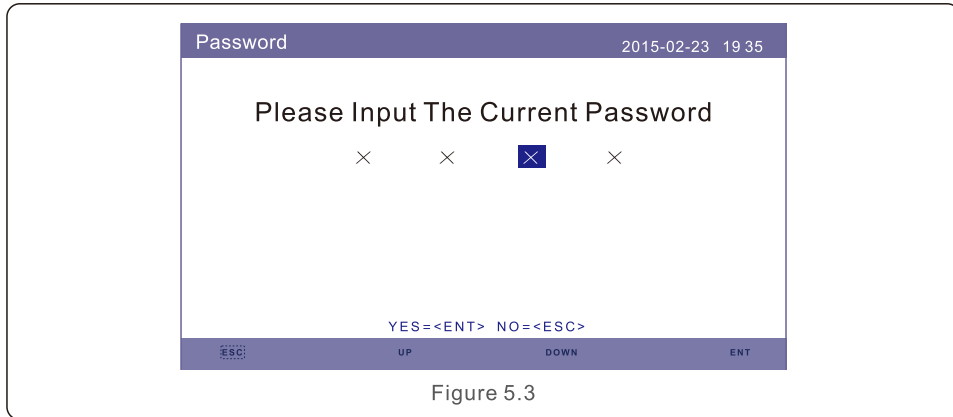 Password 2015-02-23 19 35
Please Input The Current Password
× × × ×
YES=<ENT> NO=<ESC>
ESC UP DOWN ENT
Figure 5.3